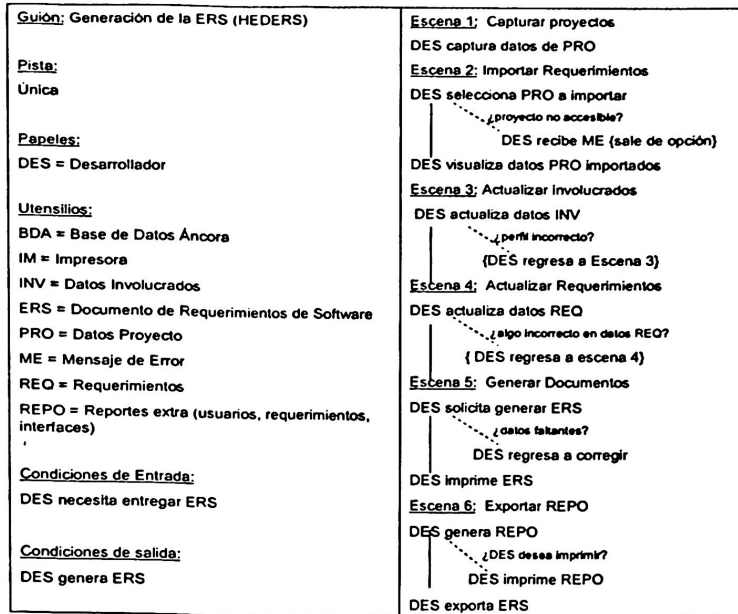 Guión: Generación de la ERS (HEDERS)
Pista:
Única
Papeles:
DES = Desarrollador
Utensilios:
BDA = Base de Datos Áncora
IM = Impresora
INV = Datos Involucrados
ERS = Documento de Requerimientos de Software
PRO = Datos Proyecto
ME = Mensaje de Error
REQ = Requerimientos
REPO = Reportes extra (usuarios, requerimientos,
interfaces)
Condiciones de Entrada:
DES necesita entregar ERS
Condiciones de salida:
DES genera ERS
Escena 1: Capturar proyectos
DES captura datos de PRO
Escena 2: Importar Requerimientos
DES selecciona PRO a importar
¿proyecto no accesible?
DES recibe ME {sale de opción}
DES visualiza datos PRO importados
Escena 3: Actualizar involucrados
DES actualiza datos INV
¿perfil incorrecto?
{DES regresa a Escena 3}
Escena 4: Actualizar Requerimientos
DES actualiza datos REQ
¿algo incorrecto en datos REQ?
{ DES regresa a escena 4}
Escena 5: Generar Documentos
DES solicita generar ERS
¿datos faltantes?
DES regresa a corregir
DES imprime ERS
Escena 6: Exportar REPO
DES genera REPO
¿DES desea imprimir?
DES imprime REPO
DES exporta ERS